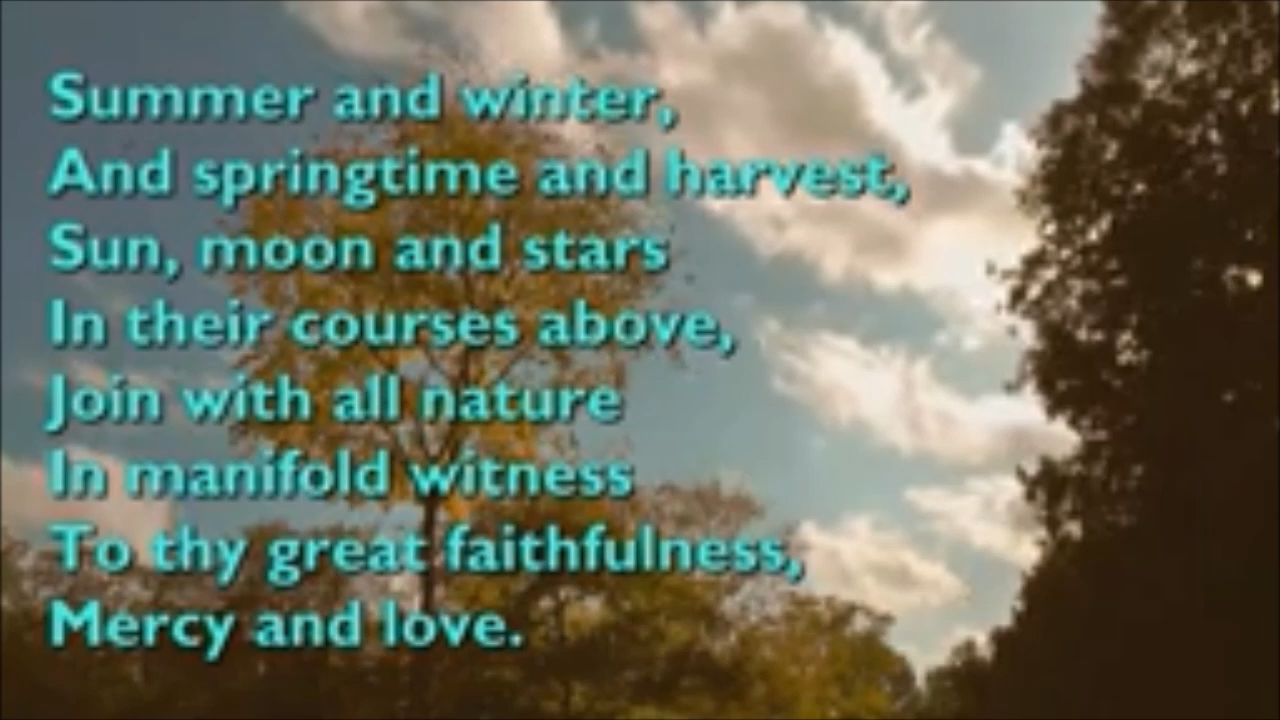 Summer and winter,
And springtime and harvest,
Sun, moon and stars
In their courses above,
Join with all nature
In manifold witness
To thy great faithfulness,
Mercy and love.